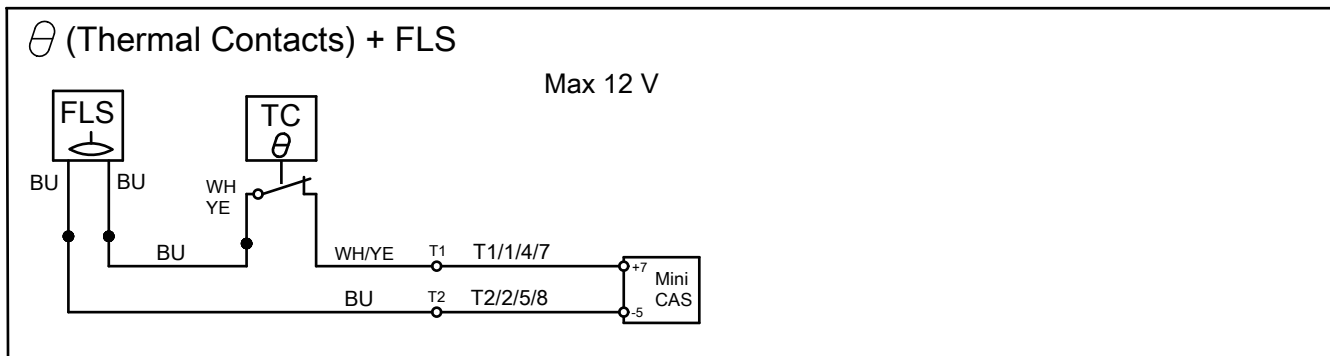 θ (Thermal Contacts) + FLS
Max 12 V
FLS
TC
θ
BU
BU
WH
YE
BU
WH/YE
T1
T1/1/4/7
+7
Mini
CAS
BU
T2
T2/2/5/8
-5